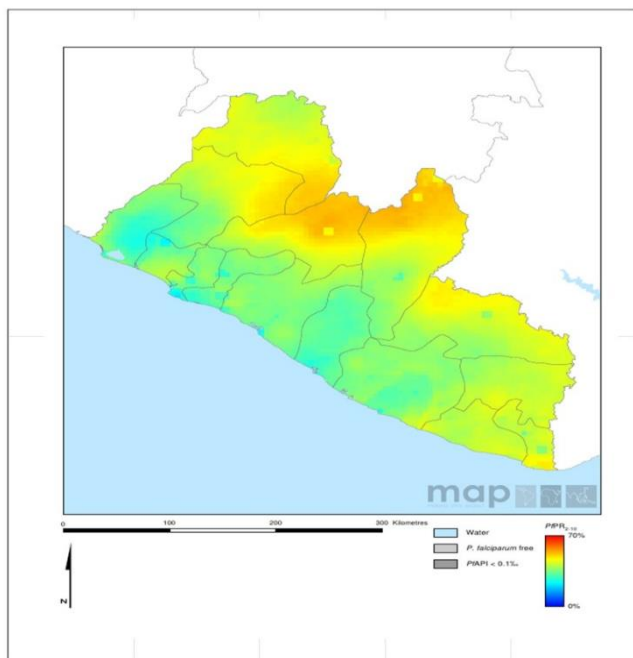 map
0 100 200 300 Kilometres
Water
P. falciparum free
PfAPI < 0.1‰
PfPR2-10
70%
0%
N